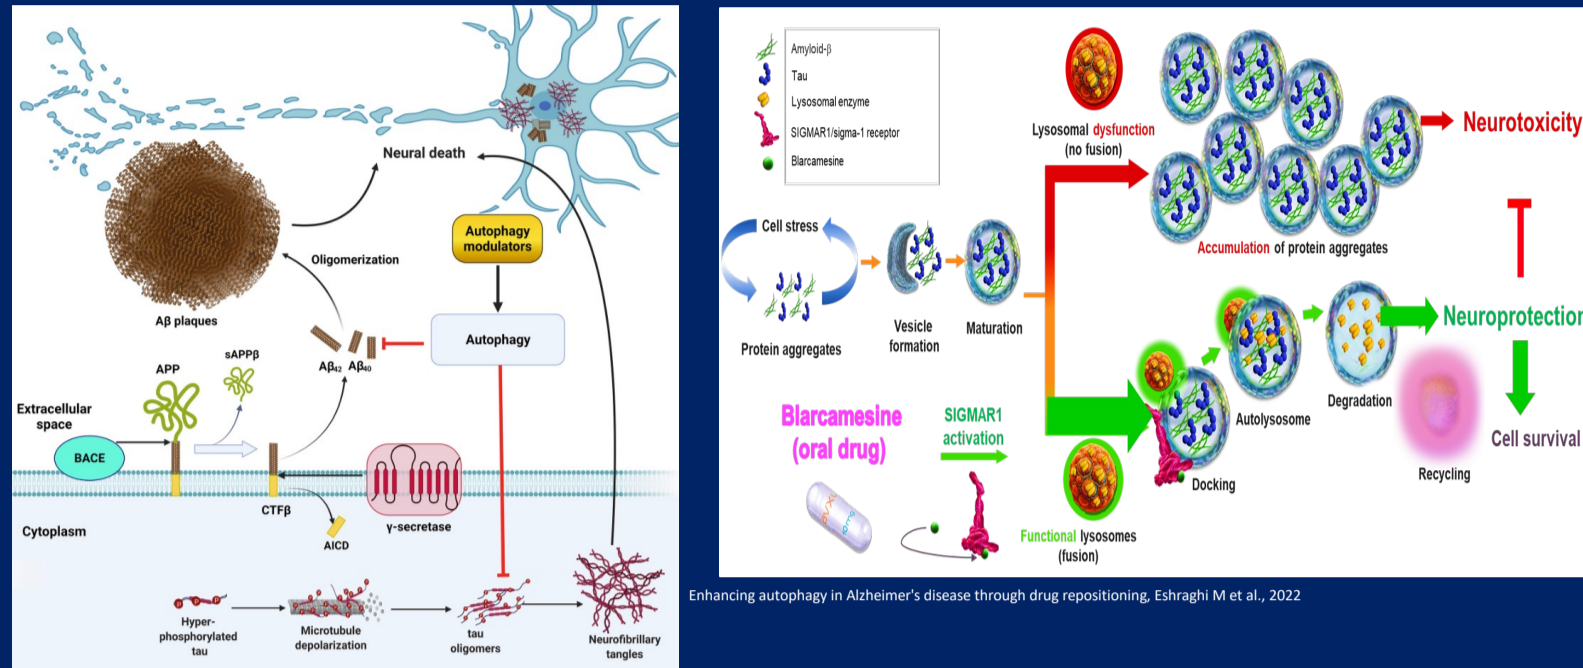 Neural death
Autophagy
modulators
Oligomerization
Aβ plaques
Autophagy
Aβ₄₂ Aβ₄₀
sAPPβ
APP
Extracellular
space
BACE
CTFβ
γ-secretase
AICD
Cytoplasm
P P P
Hyper-
phosphorylated
tau
Microtubule
depolarization
tau
oligomers
Neurofibrillary
tangles
Amyloid-β
Tau
Lysosomal enzyme
SIGMAR1/sigma-1 receptor
Blarcamesine
Lysosomal dysfunction
(no fusion)
Neurotoxicity
Accumulation of protein aggregates
Cell stress
Protein aggregates
Vesicle
formation
Maturation
Neuroprotection
Degradation
Autolysosome
Blarcamesine
(oral drug)
SIGMAR1
activation
Docking
Recycling
Cell survival
10mg
Functional lysosomes
(fusion)
Enhancing autophagy in Alzheimer's disease through drug repositioning, Eshraghi M et al., 2022